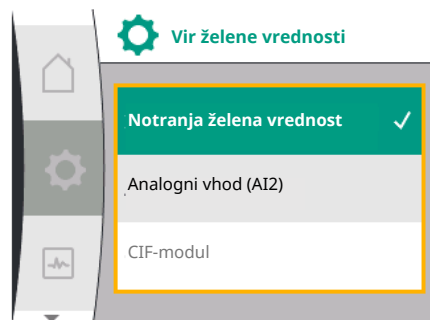 Vir želene vrednosti
Notranja želena vrednost
Analogni vhod (AI2)
CIF-modul